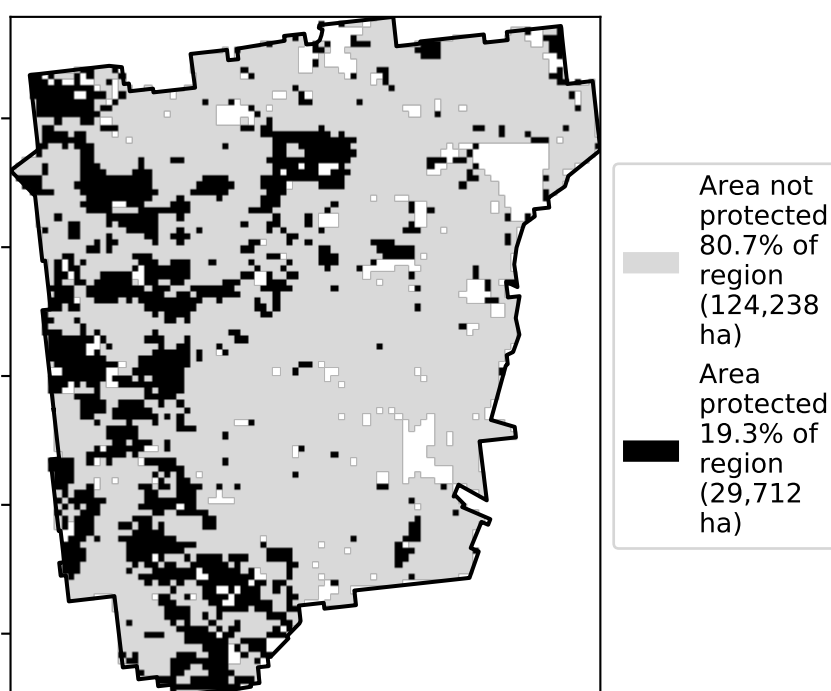 Area not
protected
80.7% of
region
(124,238
ha)
Area
protected
19.3% of
region
(29,712
ha)